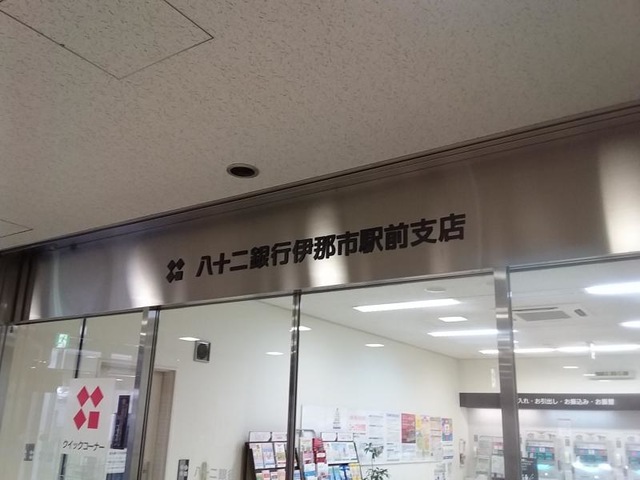 八十二銀行伊那市駅前支店
クイックコーナー
入れ・お引出し・お振込み・お振替